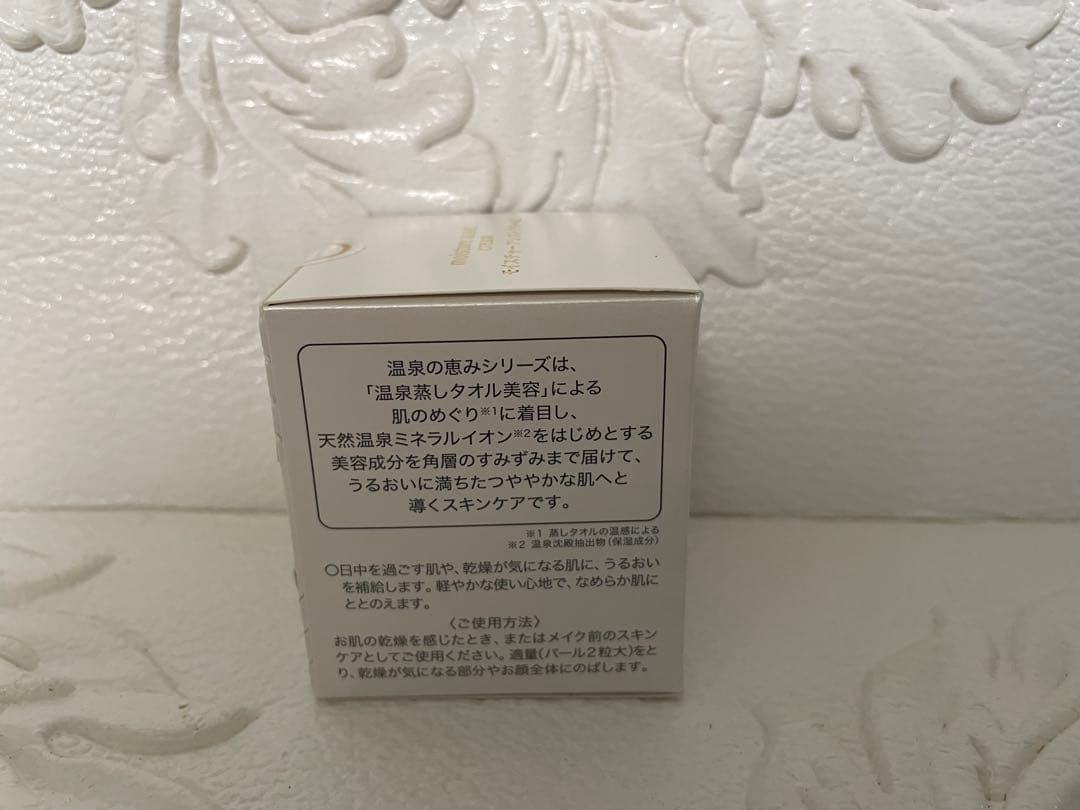 CREAM
温泉の恵みシリーズは、
「温泉蒸しタオル美容」による
肌のめぐり※1に着目し、
天然温泉ミネラルイオン※2をはじめとする
美容成分を角層のすみずみまで届けて、
うるおいに満ちたつややかな肌へと
導くスキンケアです。
※1 蒸しタオルの温感による
※2 温泉沈殿抽出物(保湿成分)
〇日中を過ごす肌や、乾燥が気になる肌に、うるおい
を補給します。軽やかな使い心地で、なめらか肌に
ととのえます。
〈ご使用方法〉
お肌の乾燥を感じたとき、またはメイク前のスキン
ケアとしてご使用ください。適量(パール2粒大)をと
り、乾燥が気になる部分やお顔全体にのばします。